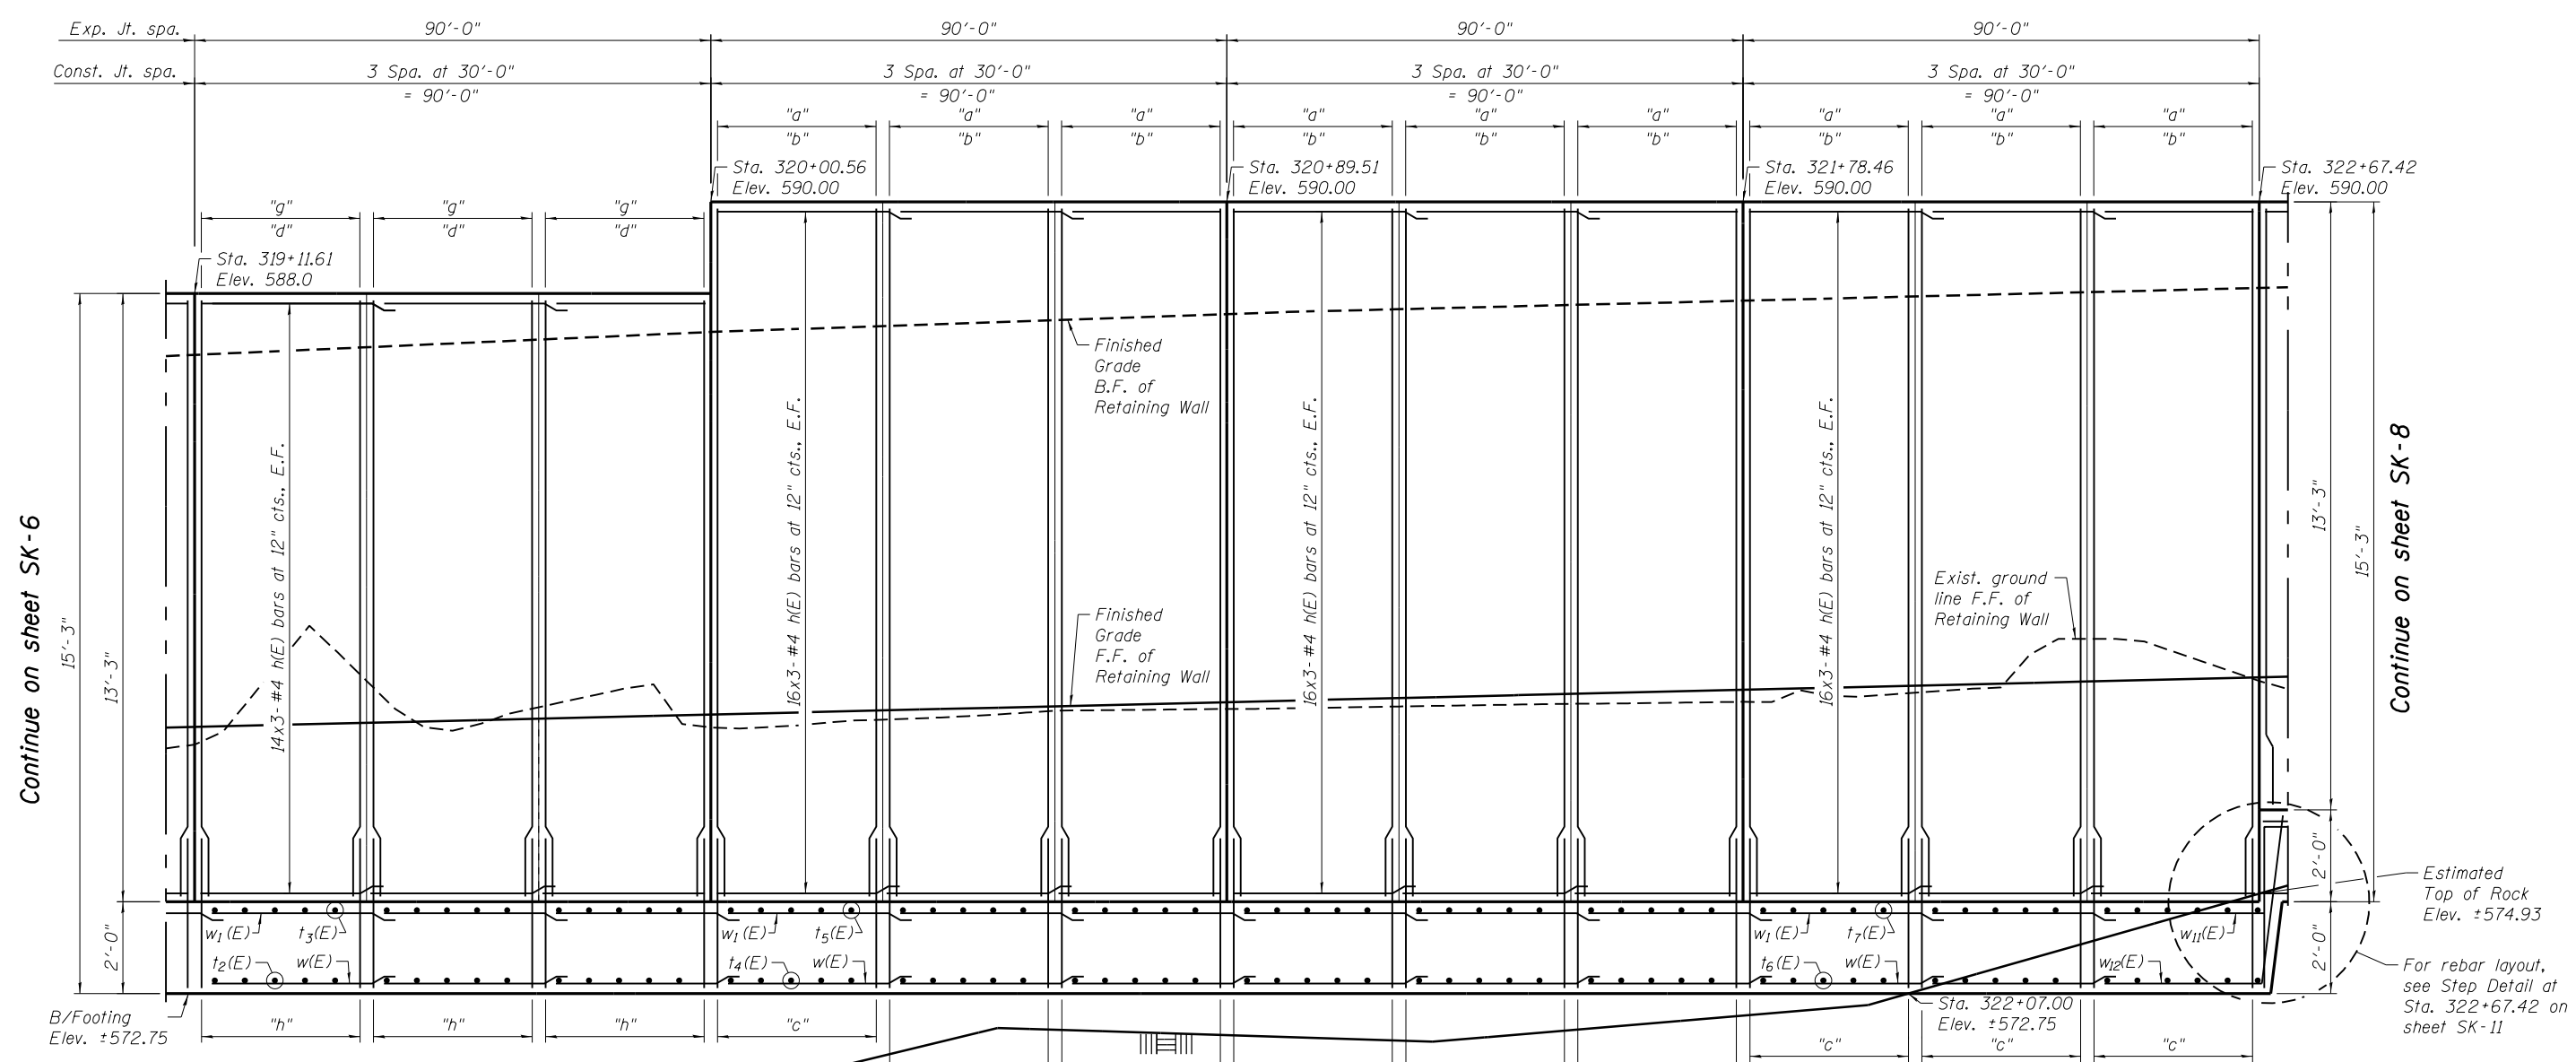 Exp. Jt. spa.
90'-0"
90'-0"
90'-0"
90'-0"
Const. Jt. spa.
3 Spa. at 30'-0"
= 90'-0"
3 Spa. at 30'-0"
= 90'-0"
3 Spa. at 30'-0"
= 90'-0"
3 Spa. at 30'-0"
= 90'-0"
"a"
"b"
"a"
"b"
"a"
"b"
"a"
"b"
"a"
"b"
"a"
"b"
"a"
"b"
"a"
"b"
"a"
"b"
Sta. 320+00.56
Elev. 590.00
Sta. 320+89.51
Elev. 590.00
Sta. 321+78.46
Elev. 590.00
Sta. 322+67.42
Elev. 590.00
"g"
"d"
"g"
"d"
"g"
"d"
Sta. 319+11.61
Elev. 588.0
Finished
Grade
B.F. of
Retaining Wall
14x3-#4 h(E) bars at 12" cts., E.F.
16x3-#4 h(E) bars at 12" cts., E.F.
16x3-#4 h(E) bars at 12" cts., E.F.
16x3-#4 h(E) bars at 12" cts., E.F.
Continue on sheet SK-6
15'-3"
13'-3"
2'-0"
Finished
Grade
F.F. of
Retaining Wall
Exist. ground
line F.F. of
Retaining Wall
13'-3"
15'-3"
2'-0"
2'-0"
Continue on sheet SK-8
Estimated
Top of Rock
Elev. ±574.93
w1(E)
t3(E)
w1(E)
t5(E)
w1(E)
t7(E)
w11(E)
t2(E)
w(E)
t4(E)
w(E)
t6(E)
w(E)
w12(E)
For rebar layout,
see Step Detail at
Sta. 322+67.42 on
sheet SK-11
B/Footing
Elev. ±572.75
Sta. 322+07.00
Elev. ±572.75
"h"
"h"
"h"
"c"
"c"
"c"
"c"